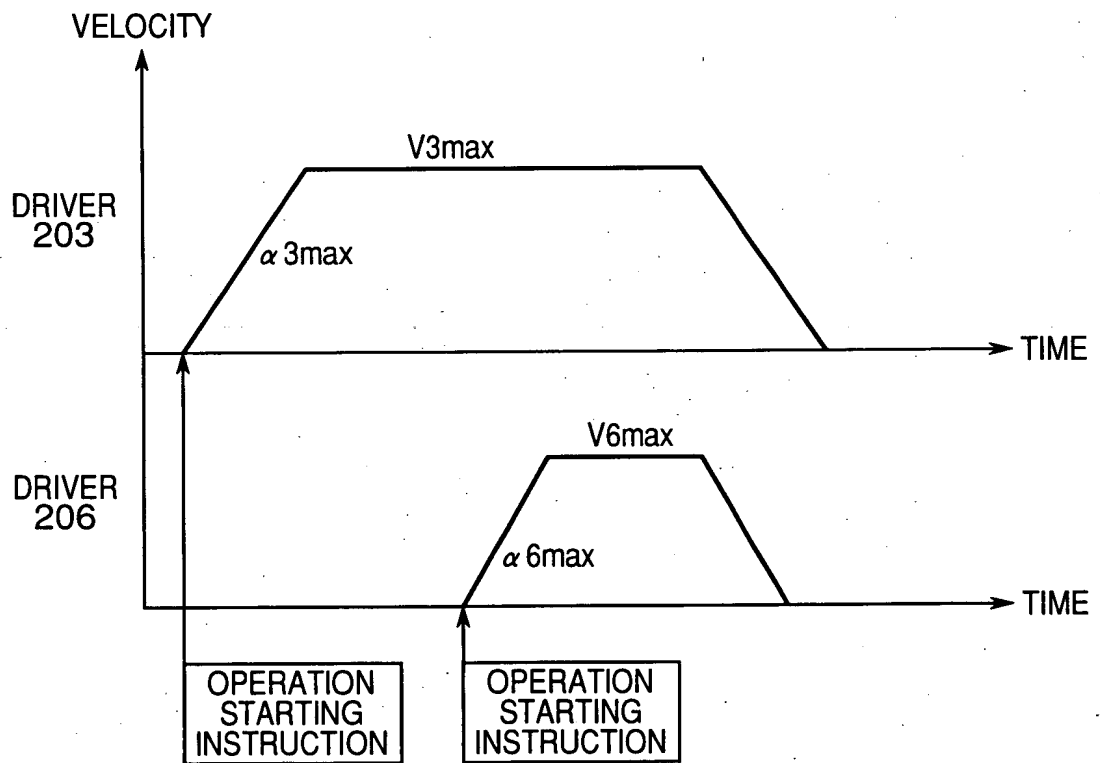 VELOCITY
V3max
DRIVER
203
α 3max
TIME
V6max
DRIVER
206
α 6max
TIME
OPERATION
STARTING
INSTRUCTION
OPERATION
STARTING
INSTRUCTION